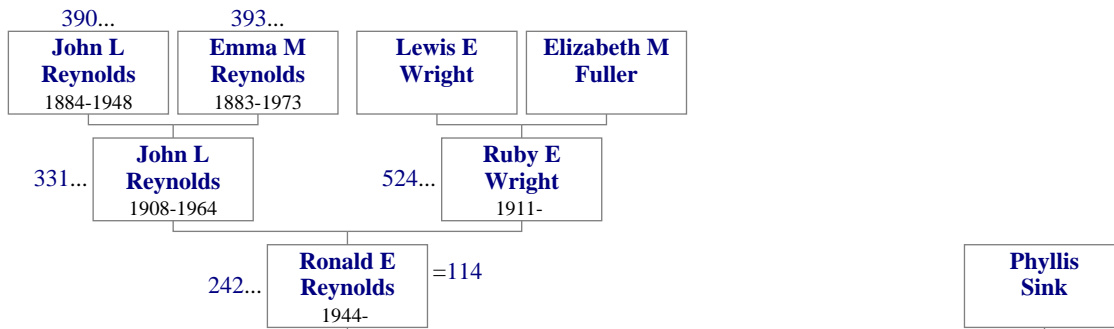 390...
393...
John L
Reynolds
1884-1948
Emma M
Reynolds
1883-1973
Lewis E
Wright
Elizabeth M
Fuller
331...
John L
Reynolds
1908-1964
524...
Ruby E
Wright
1911-
242...
Ronald E
Reynolds
1944-
=114
Phyllis
Sink